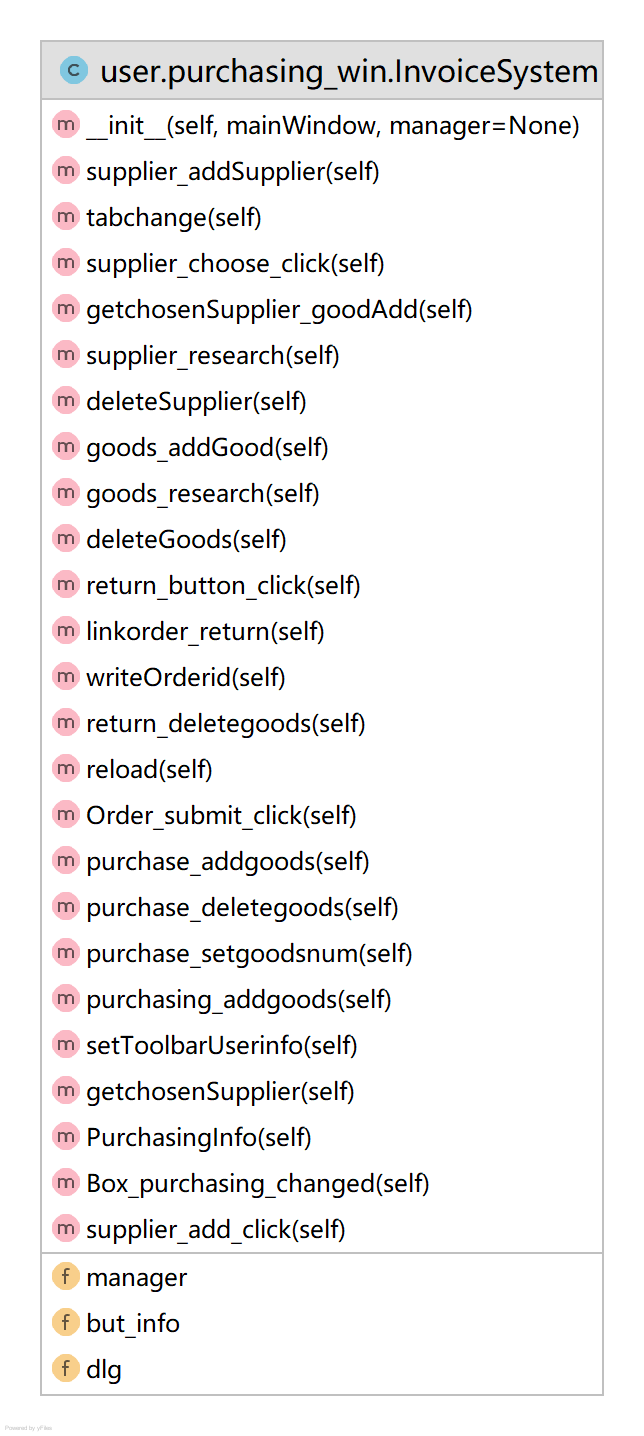 C user.purchasing_win.InvoiceSystem
m __init__(self, mainWindow, manager=None)
m supplier_addSupplier(self)
m tabchange(self)
m supplier_choose_click(self)
m getchosenSupplier_goodAdd(self)
m supplier_research(self)
m deleteSupplier(self)
m goods_addGood(self)
m goods_research(self)
m deleteGoods(self)
m return_button_click(self)
m linkorder_return(self)
m writeOrderid(self)
m return_deletegoods(self)
m reload(self)
m Order_submit_click(self)
m purchase_addgoods(self)
m purchase_deletegoods(self)
m purchase_setgoodsnum(self)
m purchasing_addgoods(self)
m setToolbarUserinfo(self)
m getchosenSupplier(self)
m PurchasingInfo(self)
m Box_purchasing_changed(self)
m supplier_add_click(self)
f manager
f but_info
f dlg
Powered by yFiles